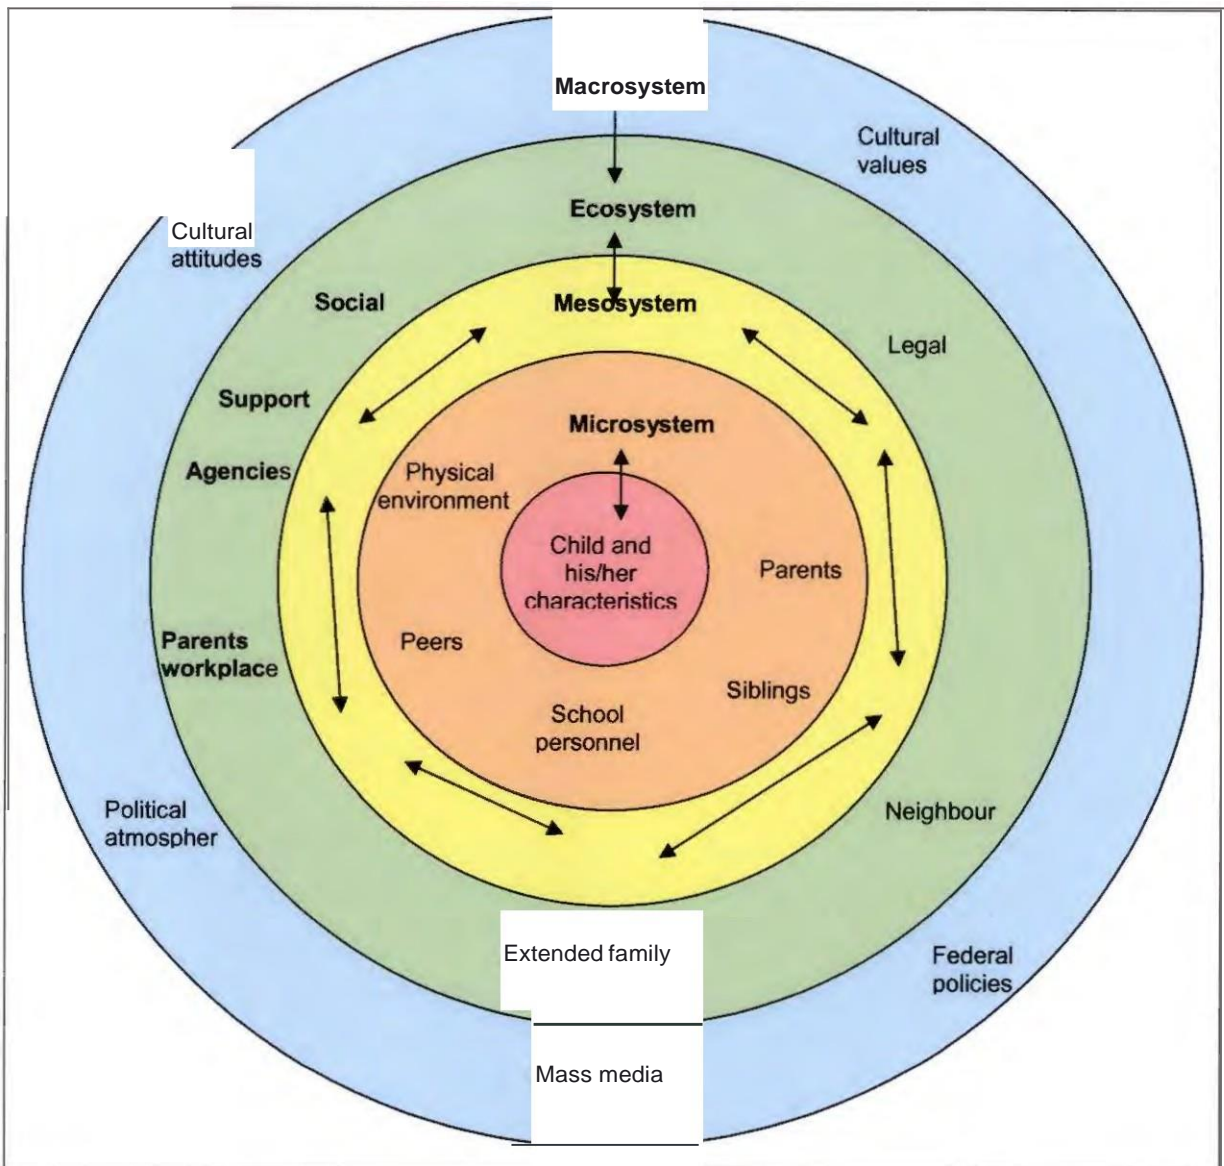 Macrosystem
Cultural
values
Ecosystem
Cultural
attitudes
Social
Mesosystem
Legal
Support
Microsystem
Agencies
Physical
environment
Child and
his/her
characteristics
Parents
Peers
Parents
workplace
Siblings
School
personnel
Political
atmospher
Neighbour
Extended family
Federal
policies
Mass media